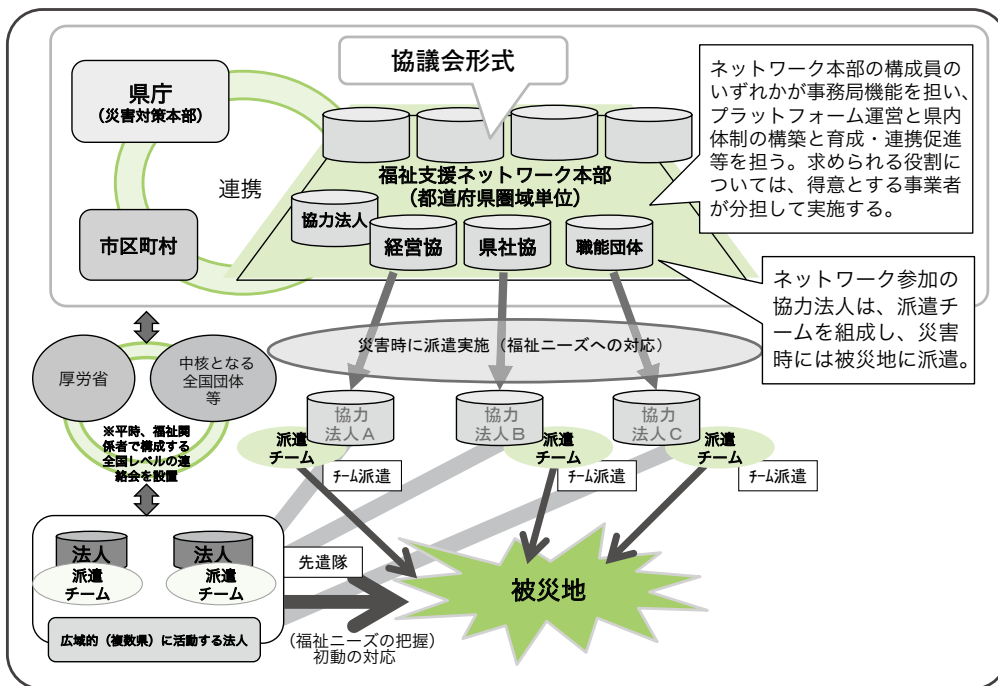 協議会形式
県庁
(災害対策本部)
連携
市区町村
福祉支援ネットワーク本部
(都道府県圏域単位)
協力法人
経営協
県社協
職能団体
ネットワーク本部の構成員の
いずれかが事務局機能を担い、
プラットフォーム運営と県内
体制の構築と育成・連携促進
等を担う。求められる役割に
ついては、得意とする事業者
が分担して実施する。
ネットワーク参加の
協力法人は、派遣チ
ームを組成し、災害
時には被災地に派遣。
災害時に派遣実施（福祉ニーズへの対応）
厚労省
中核となる
全国団体
等
※平時、福祉関
係者で構成する
全国レベルの連
絡会を設置
協力
法人A
派遣
チーム
チーム派遣
協力
法人B
派遣
チーム
チーム派遣
協力
法人C
派遣
チーム
チーム派遣
法人
派遣
チーム
法人
派遣
チーム
広域的（複数県）に活動する法人
先遣隊
(福祉ニーズの把握)
初動の対応
被災地